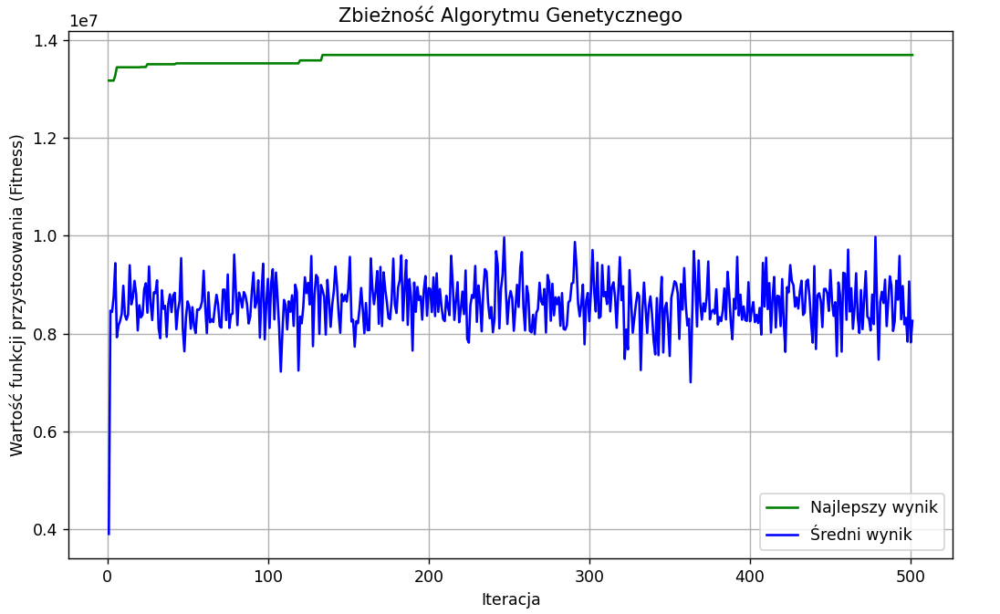 Zbieżność Algorytmu Genetycznego
1e7
1.4
1.2
1.0
0.8
0.6
0.4
Wartość funkcji przystosowania (Fitness)
Najlepszy wynik
Średni wynik
0 100 200 300 400 500
Iteracja